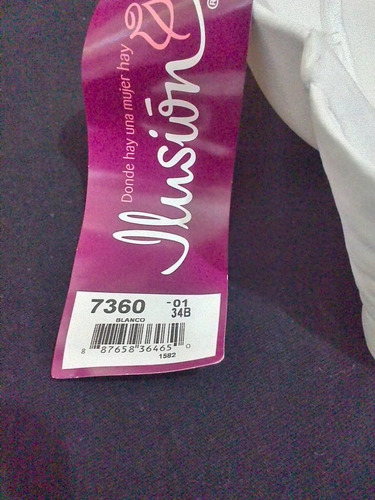 Donde hay una mujer hay
Ilusión®
7360 -01
34B
BLANCO
8 87658 36465 0
1582